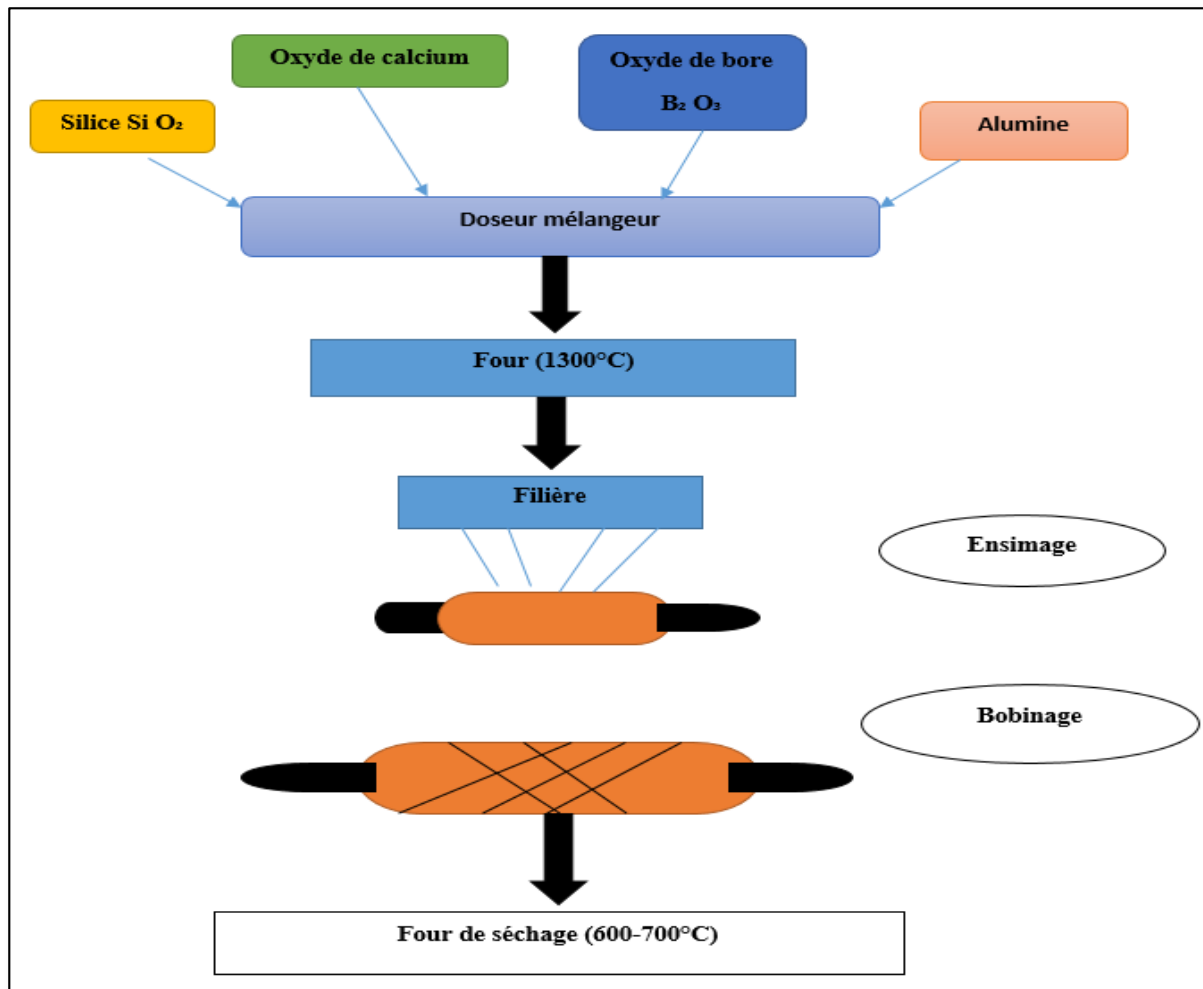 Oxyde de calcium
Oxyde de bore
B₂ O₃
Silice Si O₂
Alumine
Doseur mélangeur
Four (1300°C)
Filière
Ensimage
Bobinage
Four de séchage (600-700°C)